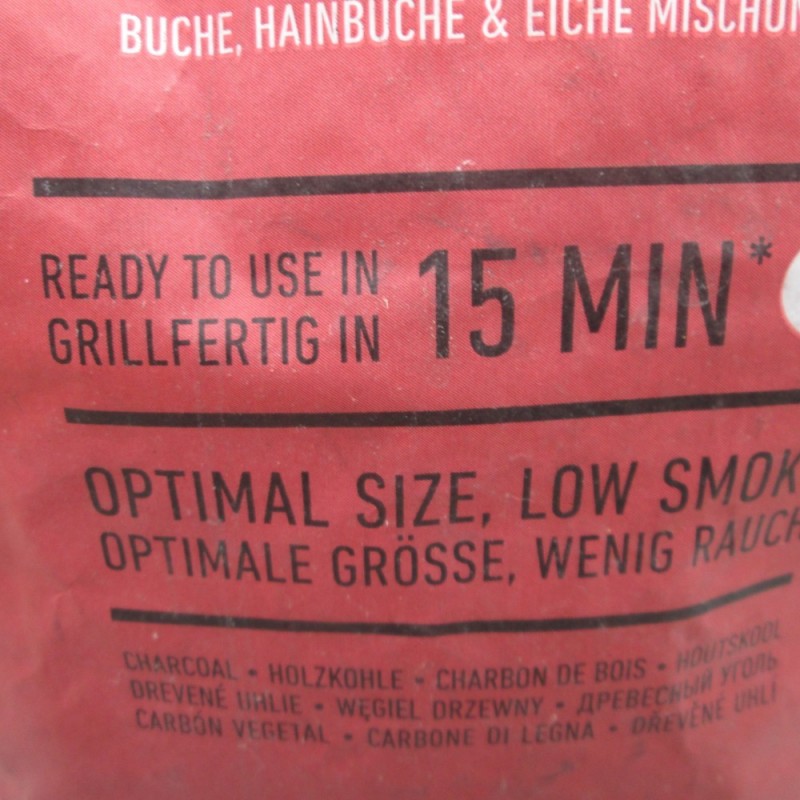 BUCHE, HAINBUCHE & EICHE MISCHUN
READY TO USE IN 15 MIN*
GRILLFERTIG IN
OPTIMAL SIZE, LOW SMOK
OPTIMALE GRÖSSE, WENIG RAUCH
CHARCOAL • HOLZKOHLE • CHARBON DE BOIS • HOUTSKOOL
DREVENÉ UHLIE • WĘGIEL DRZEWNY • ДРЕВЕСНЫЙ УГОЛЬ
CARBÓN VEGETAL • CARBONE DI LEGNA • DŘEVĚNÉ UHLÍ